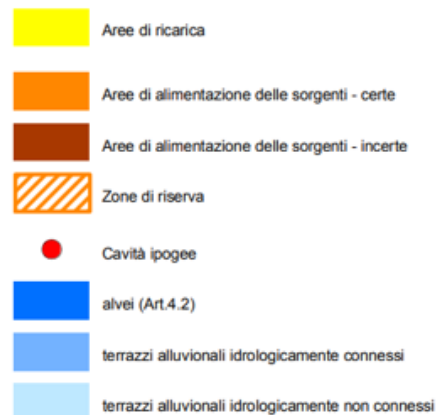 Aree di ricarica
Aree di alimentazione delle sorgenti - certe
Aree di alimentazione delle sorgenti - incerte
Zone di riserva
Cavità ipogee
alvei (Art.4.2)
terrazzi alluvionali idrologicamente connessi
terrazzi alluvionali idrologicamente non connessi